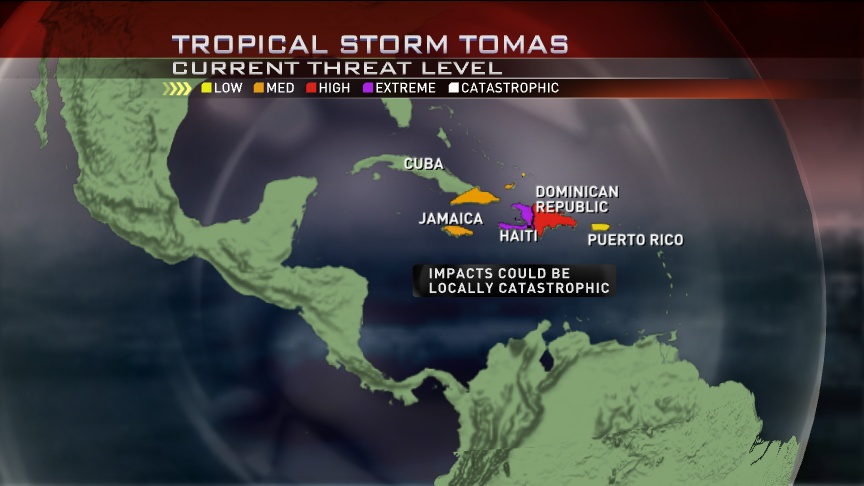 TROPICAL STORM TOMAS
CURRENT THREAT LEVEL
LOW MED HIGH EXTREME CATASTROPHIC
CUBA
DOMINICAN
REPUBLIC
JAMAICA
HAITI
PUERTO RICO
IMPACTS COULD BE
LOCALLY CATASTROPHIC